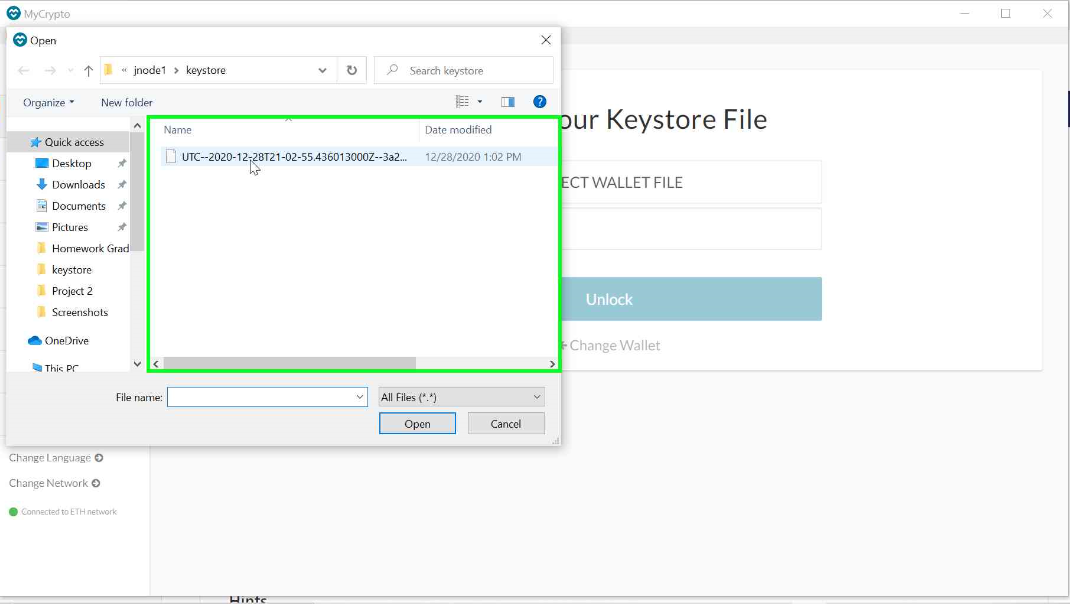 MyCrypto
Open
« jnode1 > keystore
Search keystore
Organize
New folder
Name
Date modified
Quick access
UTC--2020-12-28T21-02-55.436013000Z--3a2...
12/28/2020 1:02 PM
Desktop
Downloads
Documents
Pictures
Homework Grad
keystore
Project 2
Screenshots
OneDrive
This PC
File name:
All Files (*.*)
Open
Cancel
our Keystore File
ECT WALLET FILE
Unlock
Change Wallet
Change Language
Change Network
Connected to ETH network
Hints